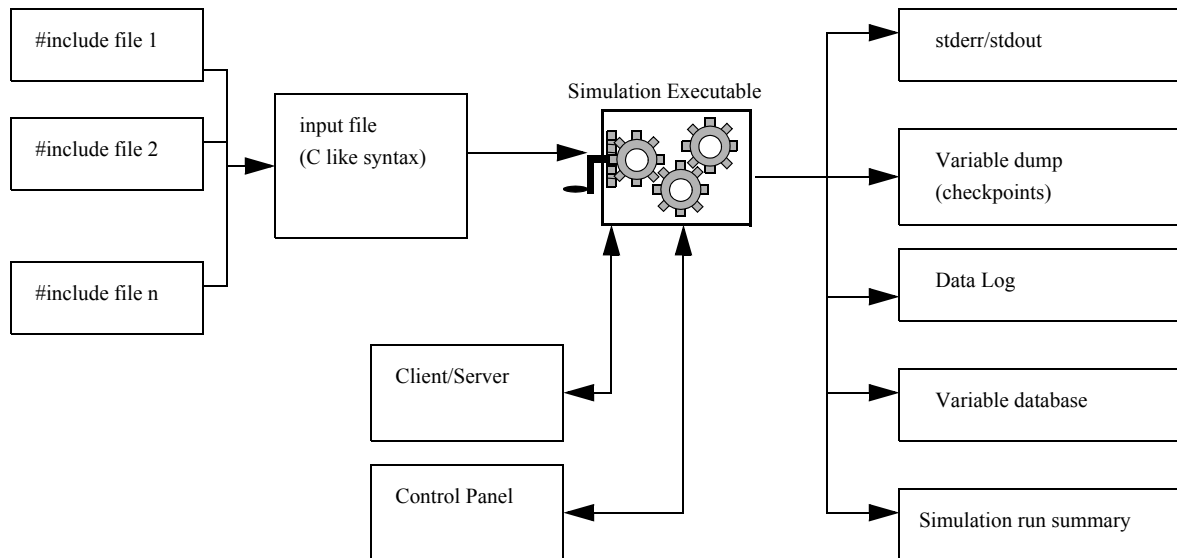 #include file 1
#include file 2
#include file n
input file
(C like syntax)
Simulation Executable
Client/Server
Control Panel
stderr/stdout
Variable dump
(checkpoints)
Data Log
Variable database
Simulation run summary